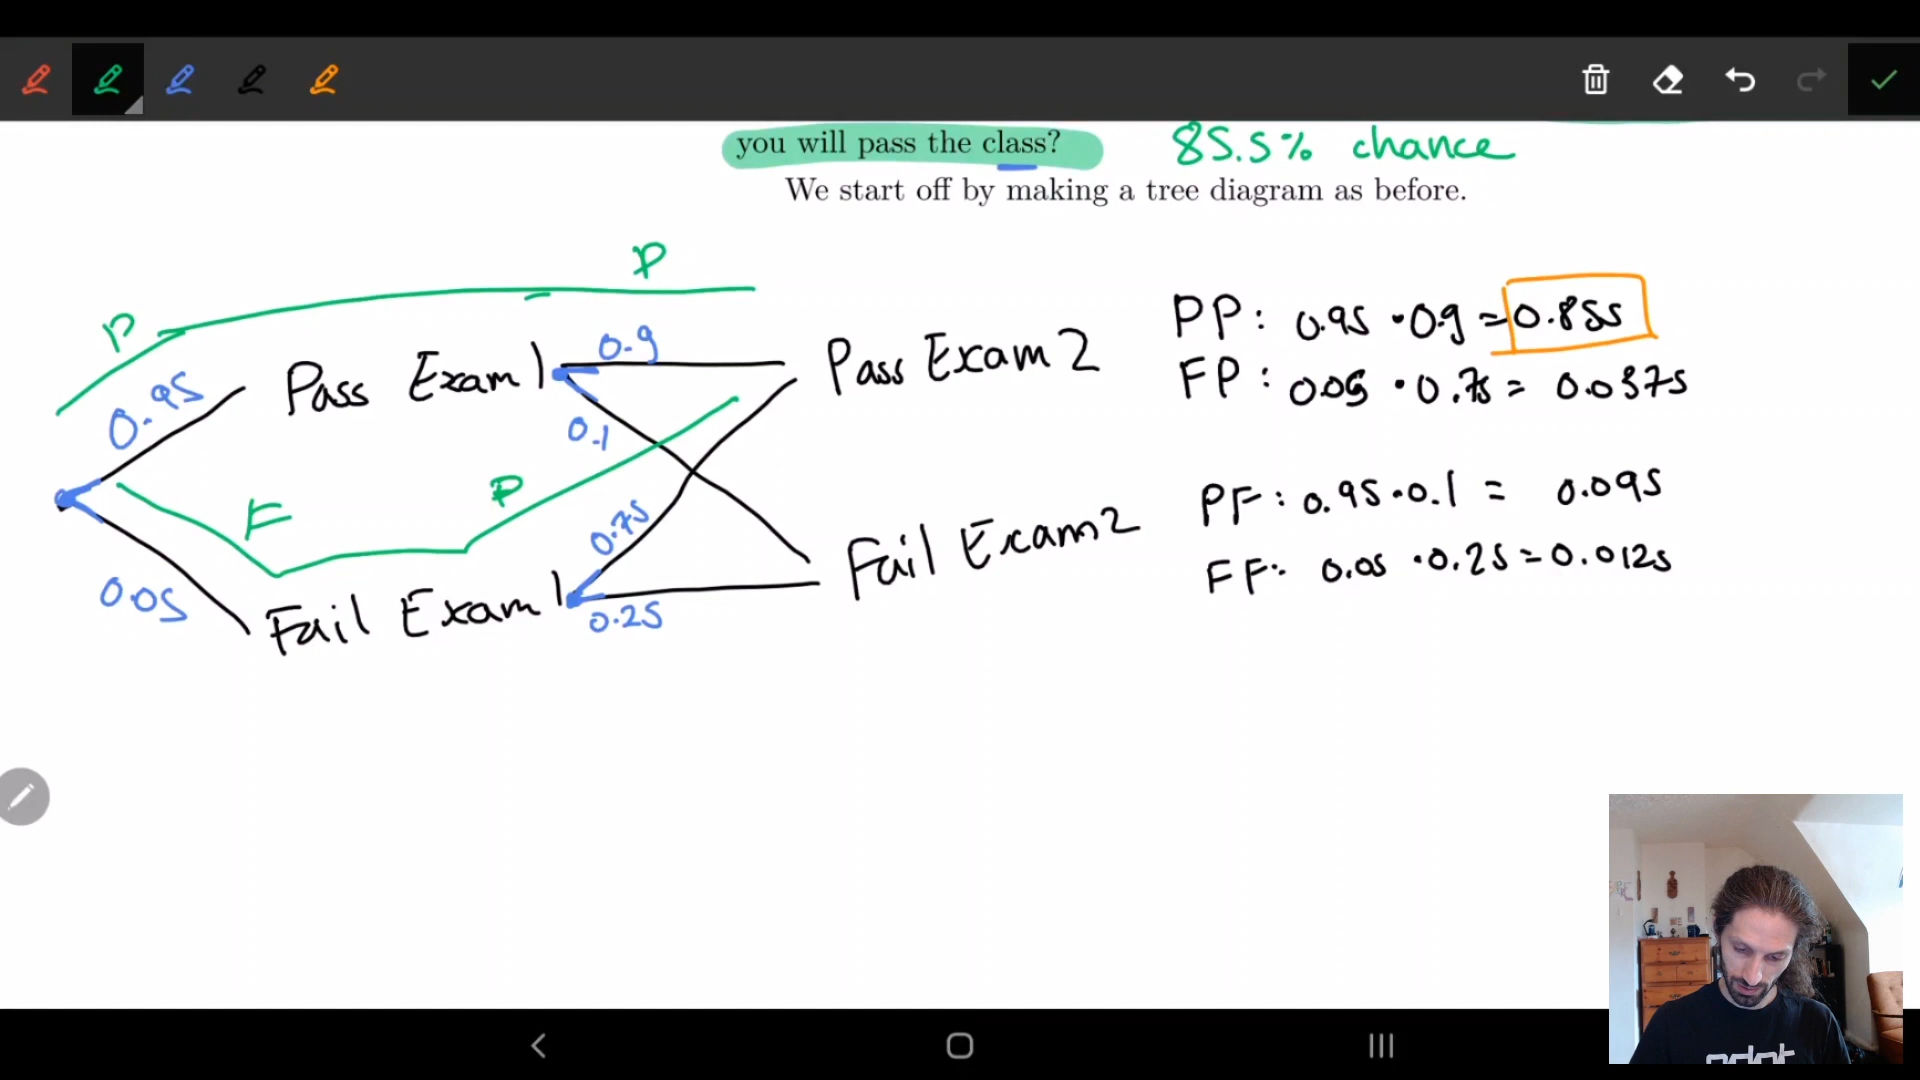 you will pass the class? 85.5% chance
We start off by making a tree diagram as before.
P
P
0.95
Pass Exam 1
0.9
0.1
Pass Exam 2
F
P
0.75
0.05
Fail Exam 1
0.25
Fail Exam 2
PP: 0.95 · 0.9 = 0.855
FP: 0.05 · 0.75 = 0.0375
PF: 0.95 · 0.1 = 0.095
FF: 0.05 · 0.25 = 0.0125